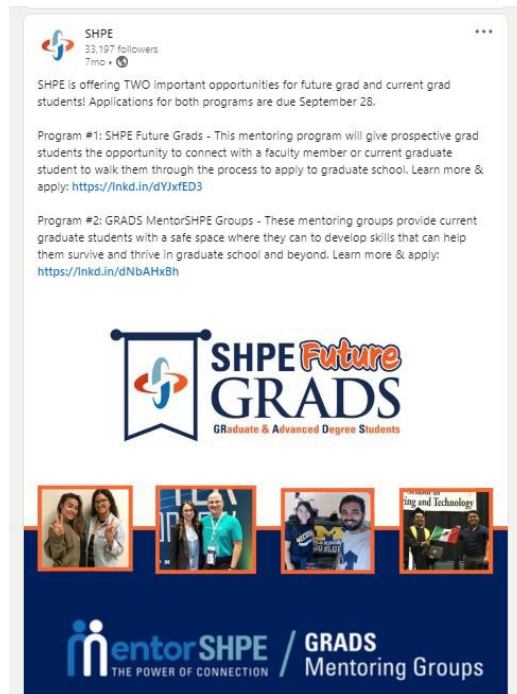 SHPE
33,197 followers
7mo •
SHPE is offering TWO important opportunities for future grad and current grad
students! Applications for both programs are due September 28.
Program #1: SHPE Future Grads - This mentoring program will give prospective grad
students the opportunity to connect with a faculty member or current graduate
student to walk them through the process to apply to graduate school. Learn more &
apply: https://lnkd.in/dYJxfED3
Program #2: GRADS MentorSHPE Groups - These mentoring groups provide current
graduate students with a safe space where they can to develop skills that can help
them survive and thrive in graduate school and beyond. Learn more & apply:
https://lnkd.in/dNbAHxBh
SHPE Future
GRADS
GRaduate & Advanced Degree Students
ing and Technology
mentorSHPE / GRADS
THE POWER OF CONNECTION Mentoring Groups